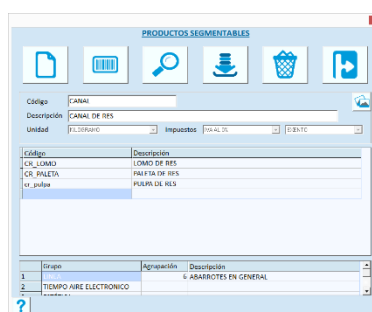 PRODUCTOS SEGMENTABLES
Código CANAL
Descripción CANAL DE RES
Unidad KILOGRAMO Impuestos IVA AL 0% EXENTO
Código Descripción
CR_LOMO LOMO DE RES
CR_PALETA PALETA DE RES
cr_pulpa PULPA DE RES
Grupo Agrupación Descripción
1 6 ABARROTES EN GENERAL
2 TIEMPO AIRE ELECTRONICO
?